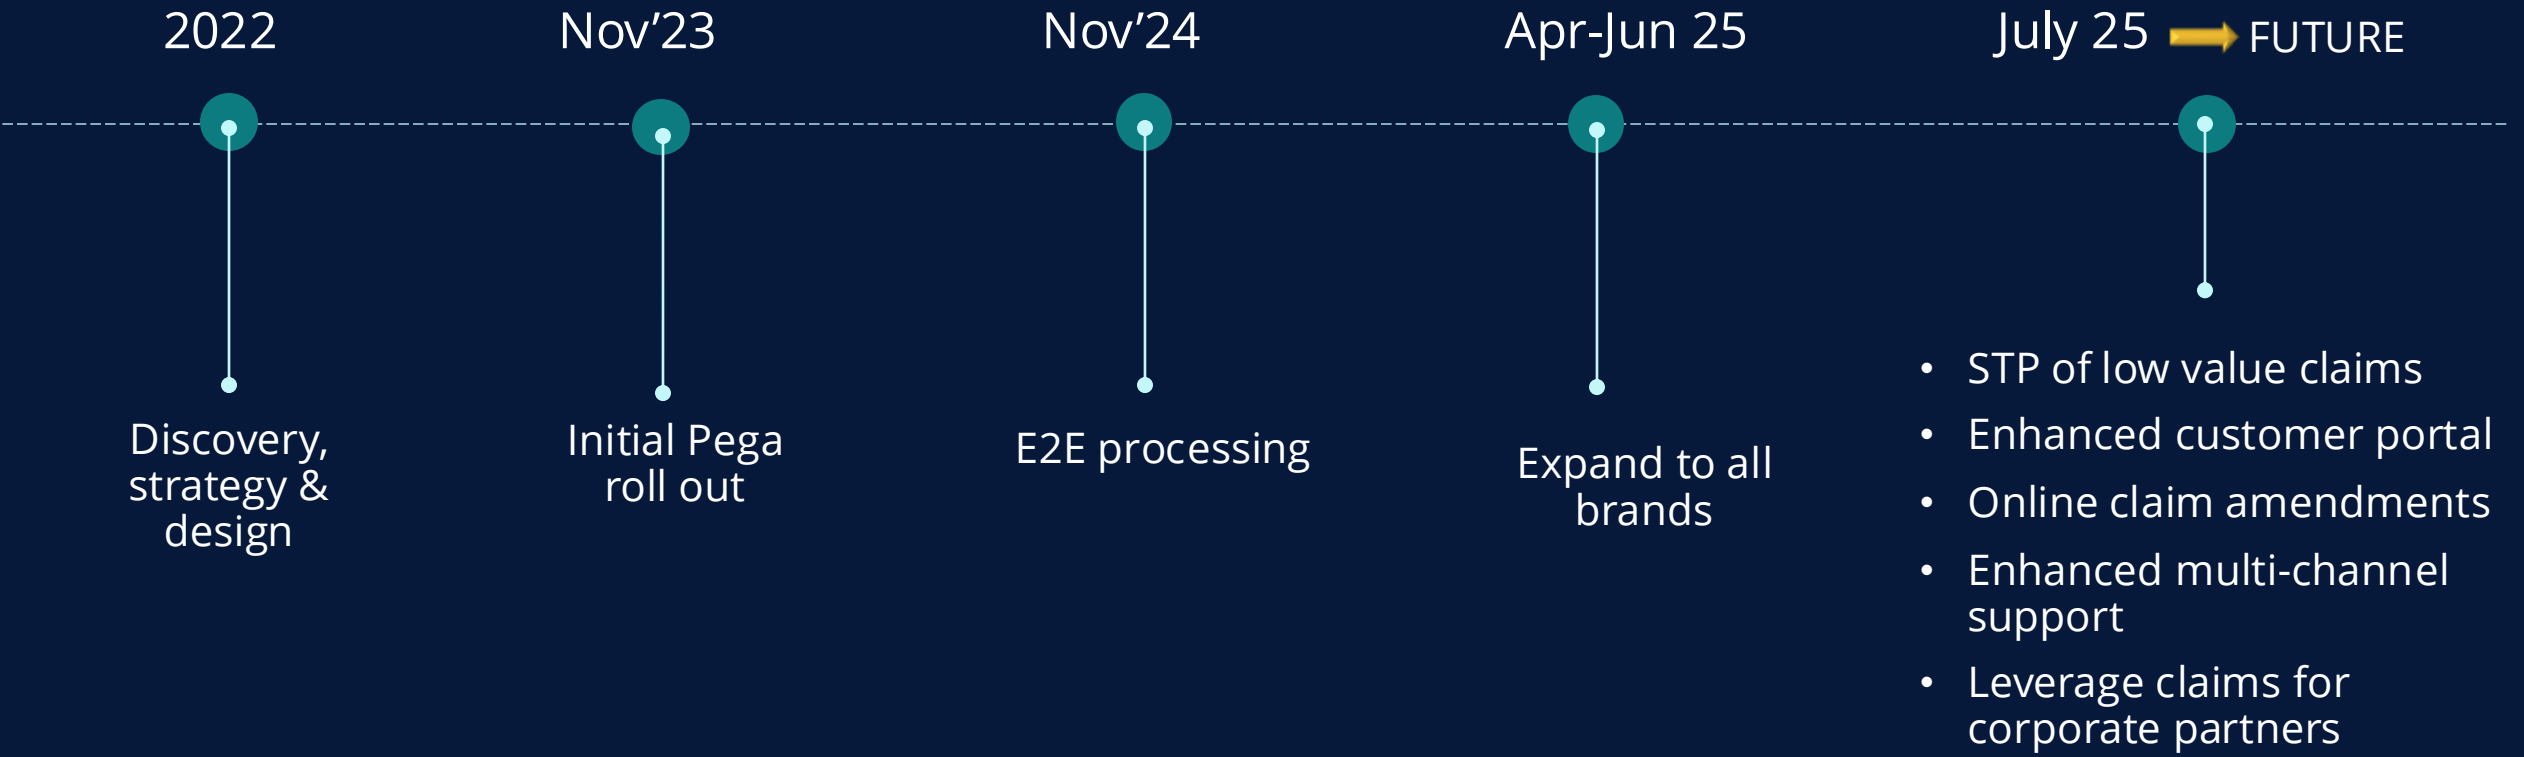 2022
Nov’23
Nov’24
Apr-Jun 25
July 25 FUTURE
Discovery,
strategy &
design
Initial Pega
roll out
E2E processing
Expand to all
brands
• STP of low value claims
• Enhanced customer portal
• Online claim amendments
• Enhanced multi-channel
support
• Leverage claims for
corporate partners